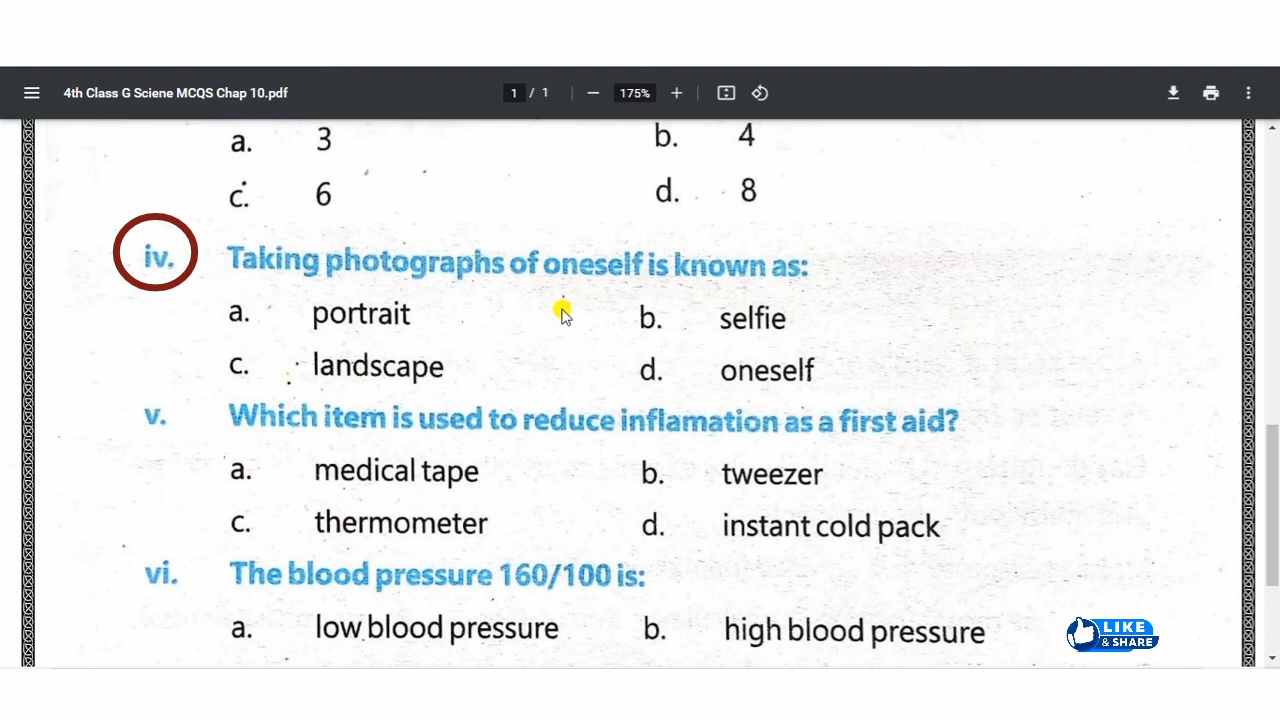 4th Class G Sciene MCQS Chap 10.pdf
1 / 1
175%
a. 3 b. 4
c. 6 d. 8
iv. Taking photographs of oneself is known as:
a. portrait b. selfie
c. landscape d. oneself
v. Which item is used to reduce inflamation as a first aid?
a. medical tape b. tweezer
c. thermometer d. instant cold pack
vi. The blood pressure 160/100 is:
a. low blood pressure b. high blood pressure
LIKE
& SHARE